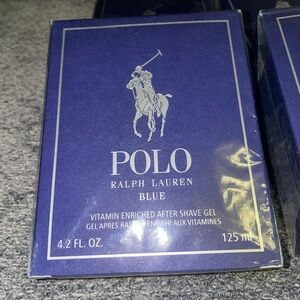 POLO
RALPH LAUREN
BLUE
VITAMIN ENRICHED AFTER SHAVE GEL
GEL APRES RASAGE ENRICHI AUX VITAMINES
4.2 FL. OZ. 125 ml